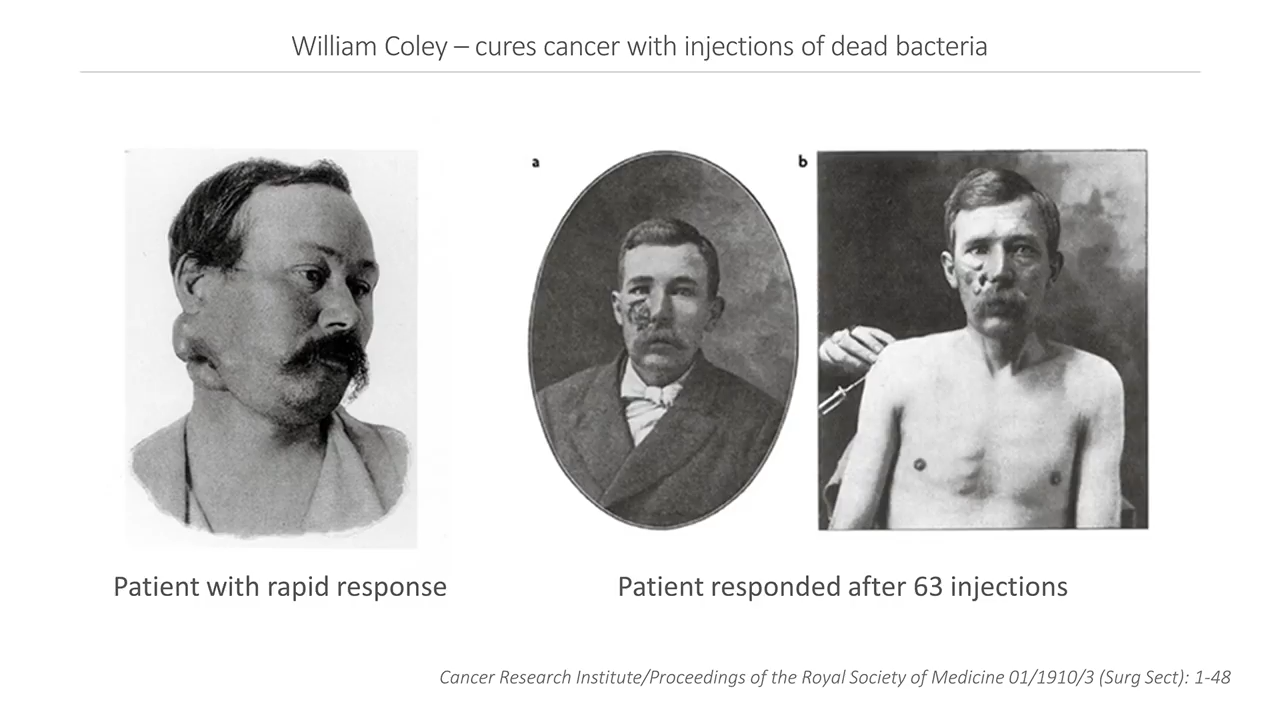 William Coley – cures cancer with injections of dead bacteria
a
b
Patient with rapid response
Patient responded after 63 injections
Cancer Research Institute/Proceedings of the Royal Society of Medicine 01/1910/3 (Surg Sect): 1-48